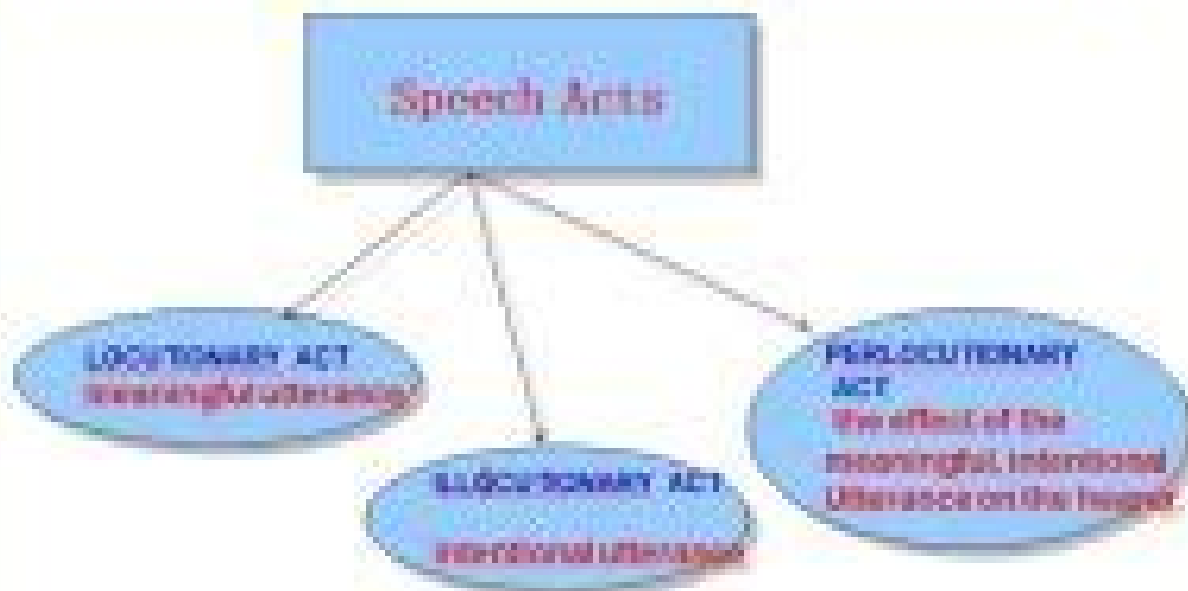 Speech Acts
LOCUTIONARY ACT
meaningful utterance
ILLOCUTIONARY ACT
intentional utterance
PERLOCUTIONARY
ACT
the effect of the
meaningful, intentional
utterance on the hearer